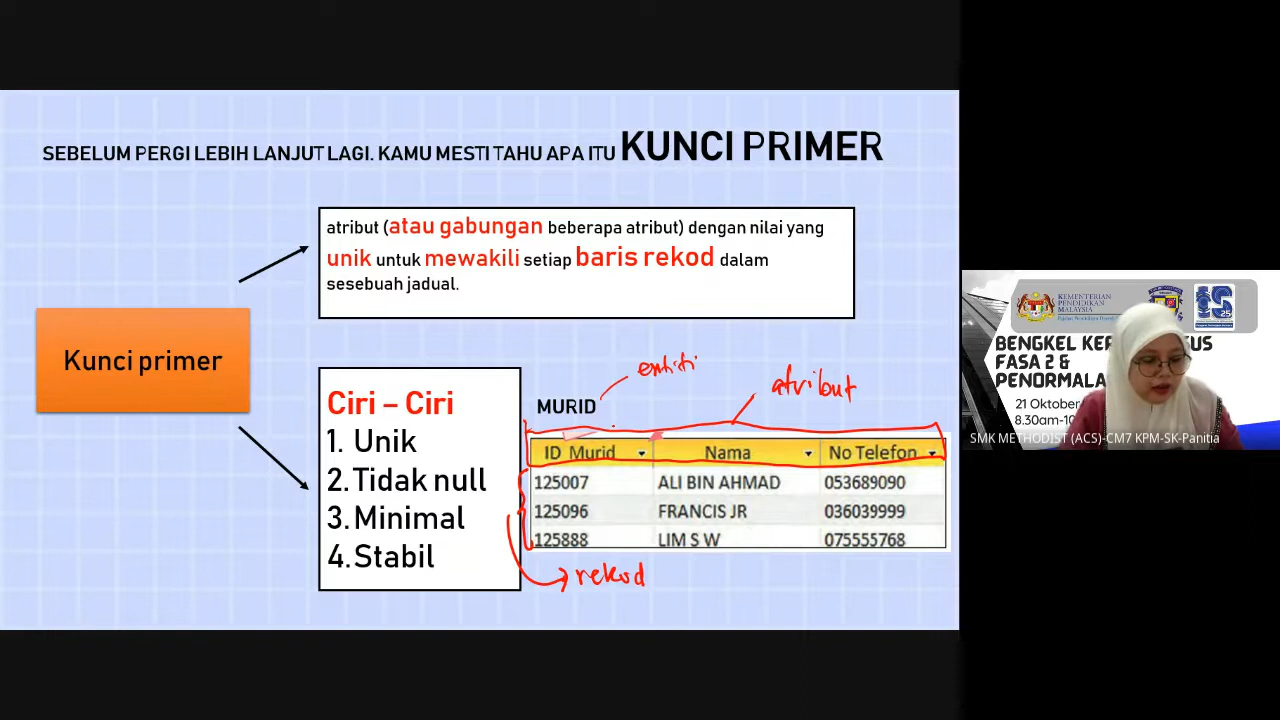 SEBELUM PERGI LEBIH LANJUT LAGI. KAMU MESTI TAHU APA ITU KUNCI PRIMER
atribut (atau gabungan beberapa atribut) dengan nilai yang
unik untuk mewakili setiap baris rekod dalam
sesebuah jadual.
Kunci primer
Ciri – Ciri
1. Unik
2. Tidak null
3. Minimal
4. Stabil
entiti
atribut
MURID
ID Murid Nama No Telefon
125007 ALI BIN AHMAD 053689090
125096 FRANCIS JR 036039999
125888 LIM S W 075555768
rekod
KEMENTERIAN
PENDIDIKAN
MALAYSIA
25
BENGKEL
FASA 2 &
PENORMALA
21 Oktober
8.30am-10
SMK METHODIST (ACS)-CM7 KPM-SK-Panitia